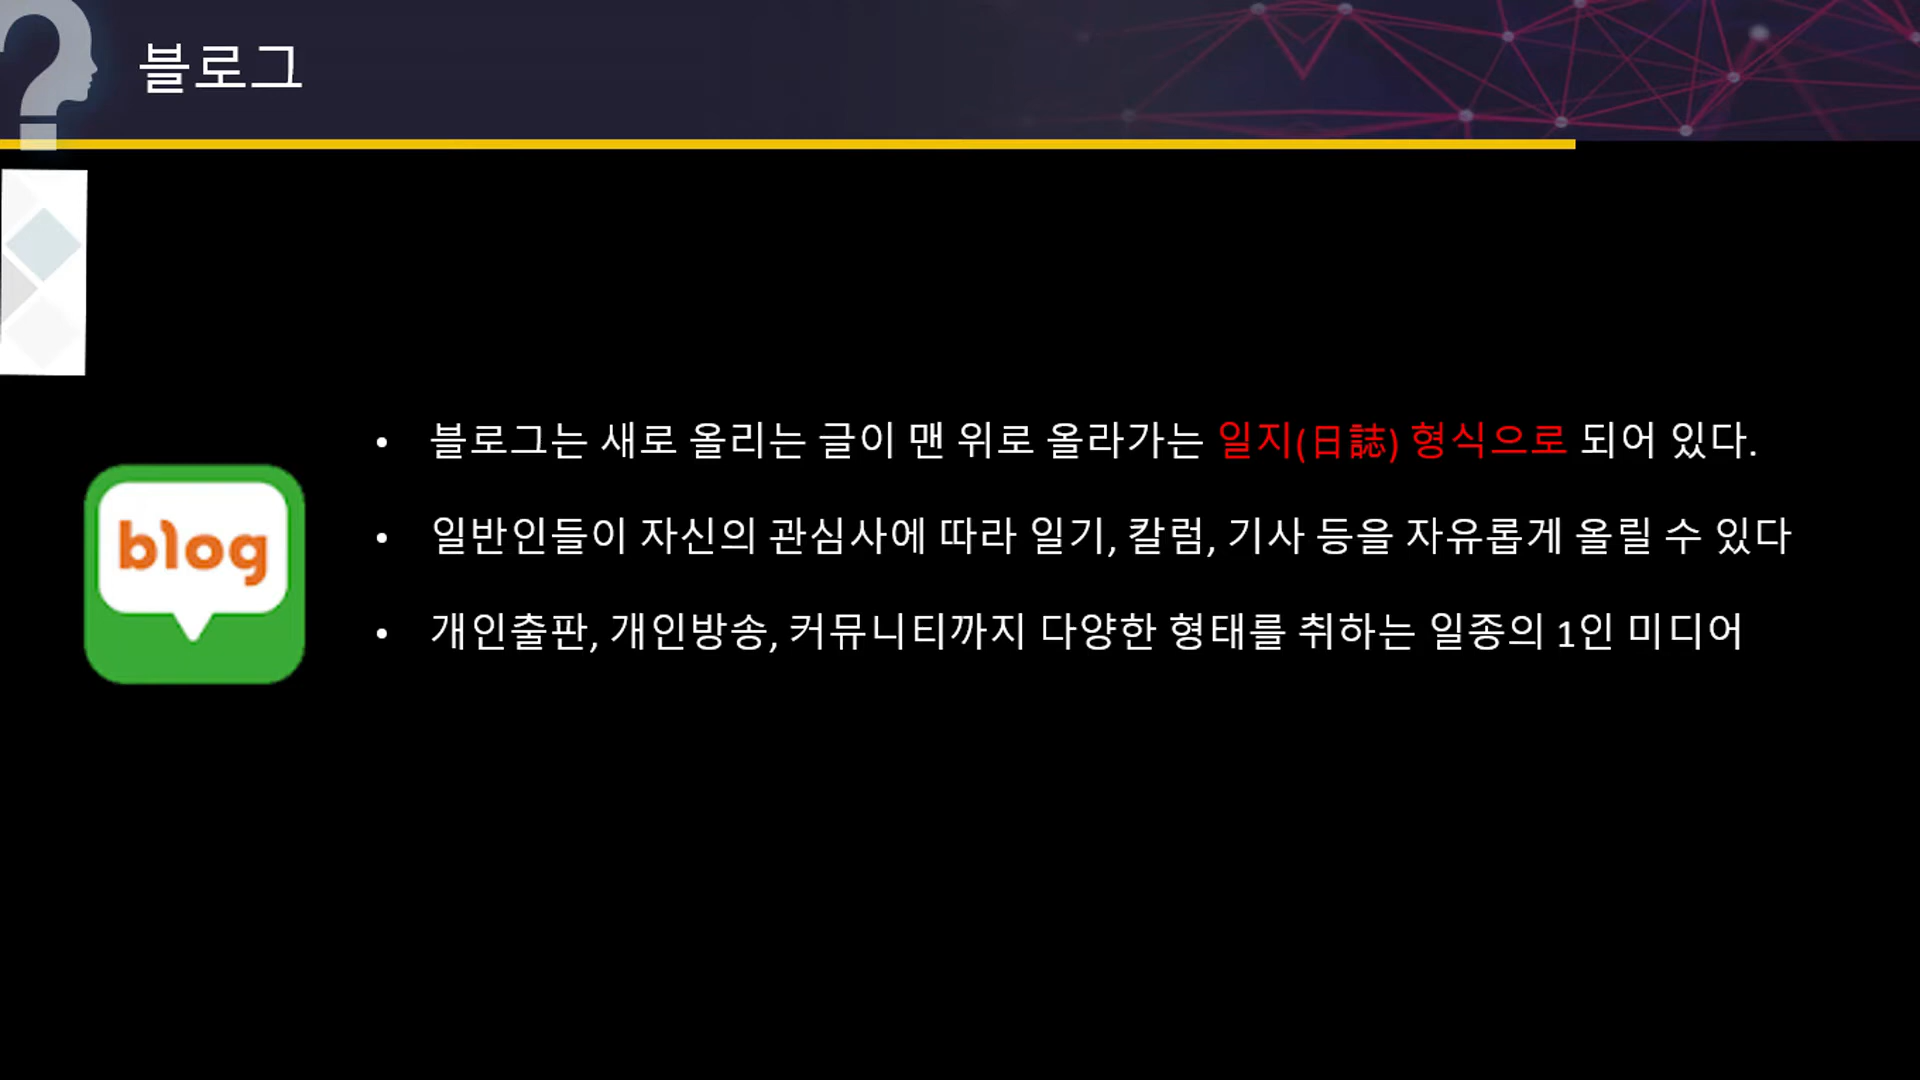 블로그
• 블로그는 새로 올리는 글이 맨 위로 올라가는 일지(日誌) 형식으로 되어 있다.
blog
• 일반인들이 자신의 관심사에 따라 일기, 칼럼, 기사 등을 자유롭게 올릴 수 있다
• 개인출판, 개인방송, 커뮤니티까지 다양한 형태를 취하는 일종의 1인 미디어